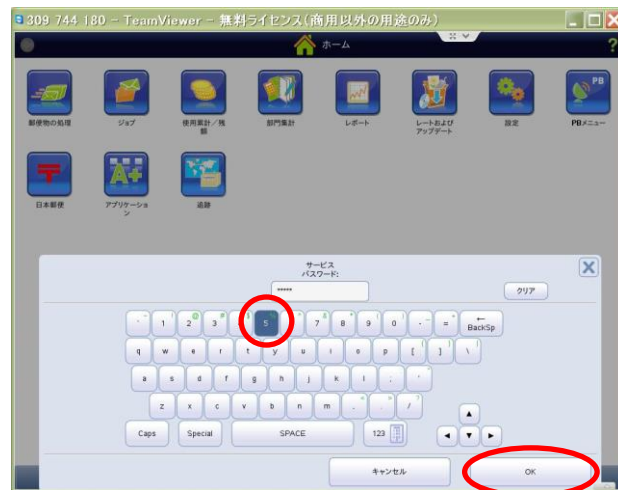 309 744 180 - TeamViewer - 無料ライセンス(商用以外の用途のみ)
ホーム
?
郵便物の処理
ジョブ
使用累計／残額
部門集計
レポート
レートおよび
アップデート
設定
PB
PBメニュー
日本郵便
A+
アプリケーション
追跡
サービス
パスワード:
*****
クリア
1 2 3 5 7 8 9 0 - = BackSp
q w e r t y u i o p [ ] \
a s d f g h j k l
z x c v b n m . /
Caps Special SPACE 123
キャンセル OK